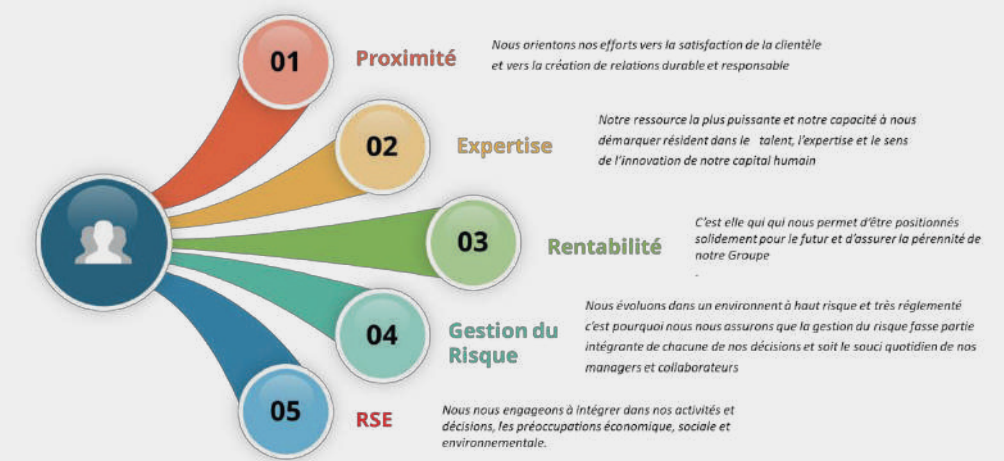 01
Proximité
Nous orientons nos efforts vers la satisfaction de la clientèle
et vers la création de relations durable et responsable
02
Expertise
Notre ressource la plus puissante et notre capacité à nous
démarquer résident dans le talent, l'expertise et le sens
de l'innovation de notre capital humain
03
Rentabilité
C'est elle qui qui nous permet d'être positionnés
solidement pour le futur et d'assurer la pérennité de
notre Groupe
.
04
Gestion du
Risque
Nous évoluons dans un environnent à haut risque et très réglementé
c'est pourquoi nous nous assurons que la gestion du risque fasse partie
intégrante de chacune de nos décisions et soit le souci quotidien de nos
managers et collaborateurs
05
RSE
Nous nous engageons à intégrer dans nos activités et
décisions, les préoccupations économique, sociale et
environnementale.